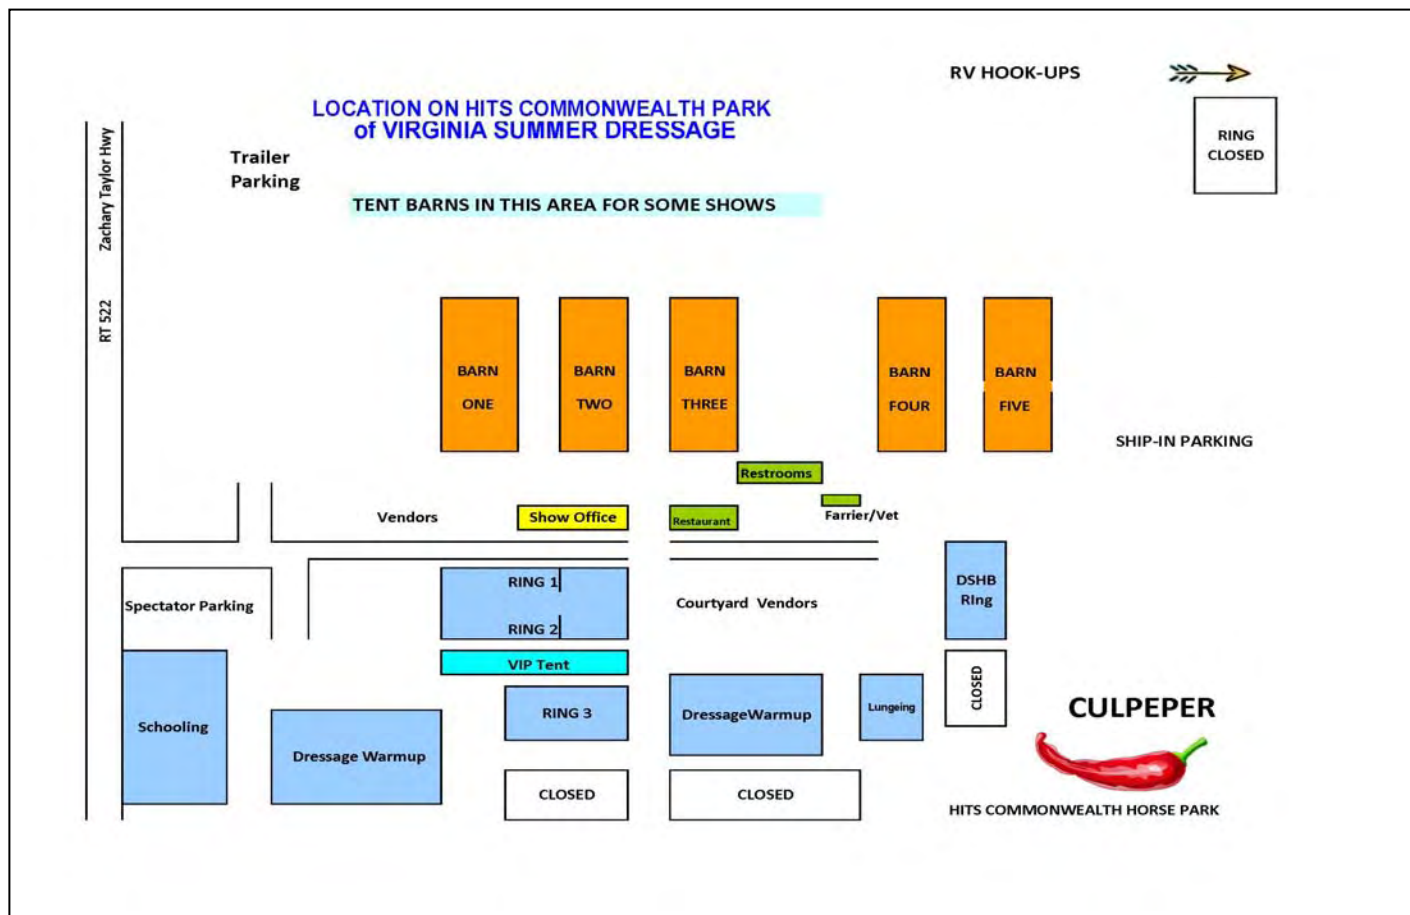 RV HOOK-UPS
LOCATION ON HITS COMMONWEALTH PARK
of VIRGINIA SUMMER DRESSAGE
RING
CLOSED
Trailer
Parking
Zachary Taylor Hwy
RT 522
TENT BARNS IN THIS AREA FOR SOME SHOWS
BARN
ONE
BARN
TWO
BARN
THREE
BARN
FOUR
BARN
FIVE
SHIP-IN PARKING
Restrooms
Vendors
Show Office
Restaurant
Farrier/Vet
Spectator Parking
RING 1
RING 2
Courtyard Vendors
DSHB
RIng
VIP Tent
CLOSED
Schooling
Dressage Warmup
RING 3
DressageWarmup
Lungeing
CULPEPER
CLOSED
CLOSED
HITS COMMONWEALTH HORSE PARK